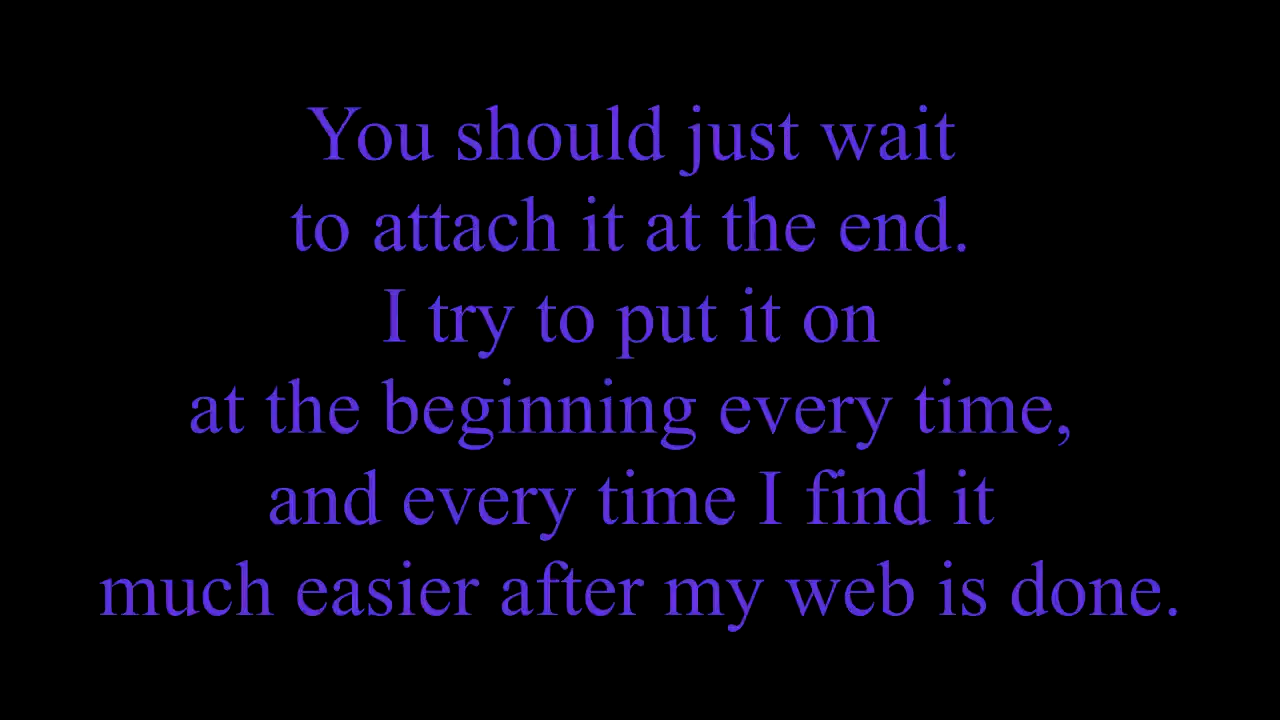 You should just wait
to attach it at the end.
I try to put it on
at the beginning every time,
and every time I find it
much easier after my web is done.